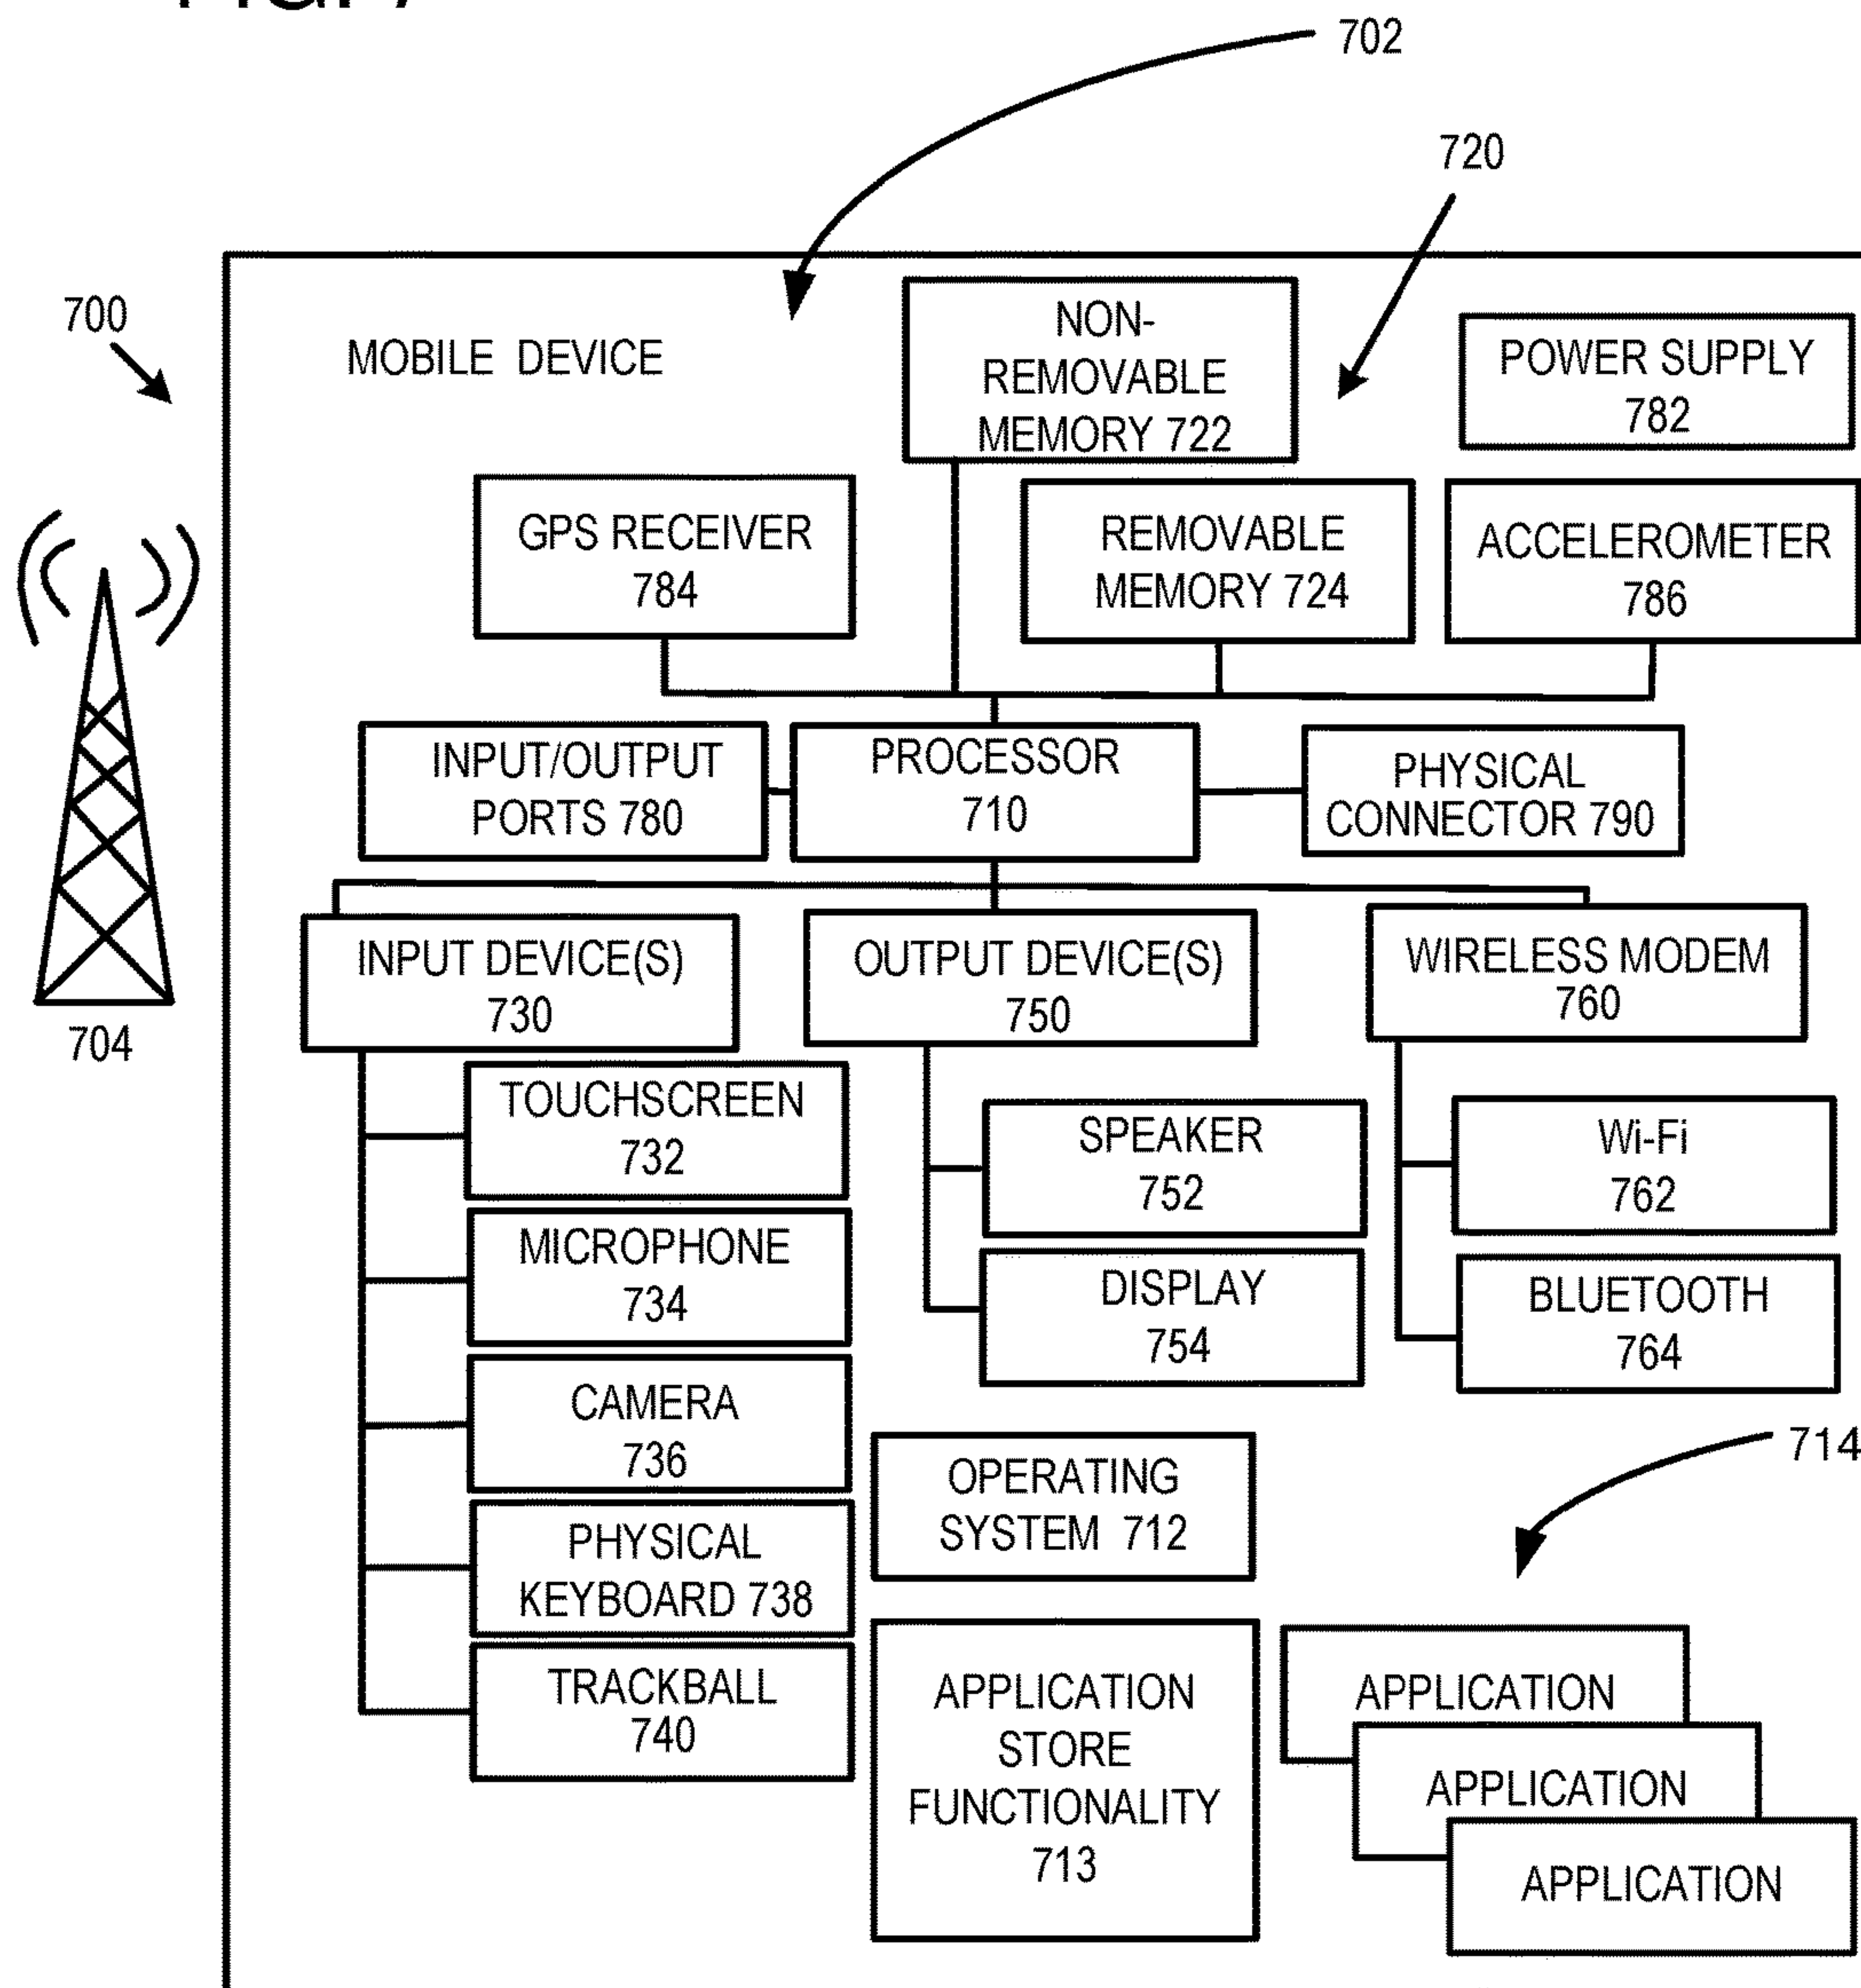 702
720
700
MOBILE DEVICE
NON-
REMOVABLE
MEMORY 722
POWER SUPPLY
782
GPS RECEIVER
784
REMOVABLE
MEMORY 724
ACCELEROMETER
786
INPUT/OUTPUT
PORTS 780
PROCESSOR
710
PHYSICAL
CONNECTOR 790
704
INPUT DEVICE(S)
730
OUTPUT DEVICE(S)
750
WIRELESS MODEM
760
TOUCHSCREEN
732
MICROPHONE
734
CAMERA
736
PHYSICAL
KEYBOARD 738
TRACKBALL
740
SPEAKER
752
DISPLAY
754
Wi-Fi
762
BLUETOOTH
764
OPERATING
SYSTEM 712
APPLICATION
STORE
FUNCTIONALITY
713
714
APPLICATION
APPLICATION
APPLICATION